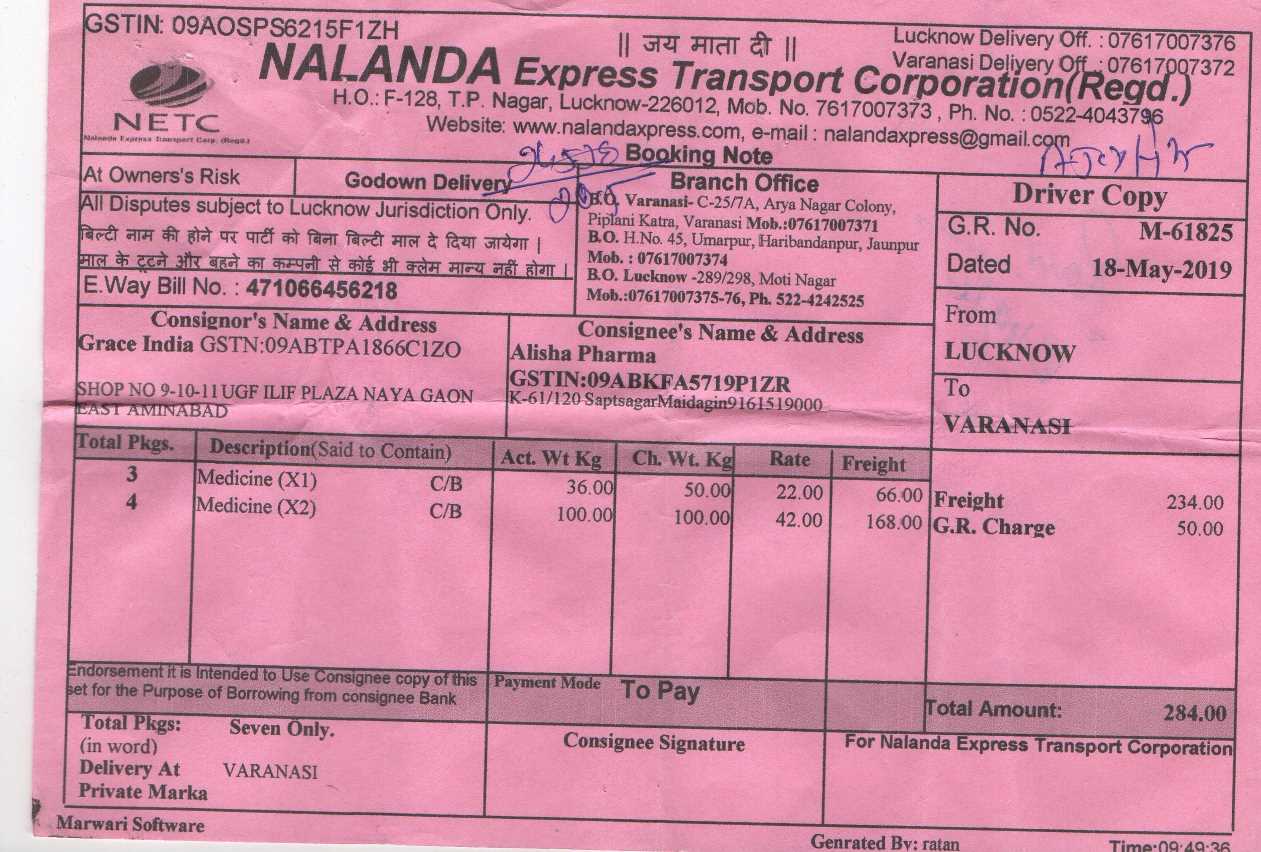 GSTIN: 09AOSPS6215F1ZH
|| जय माता दी ||
Lucknow Delivery Off. : 07617007376
Varanasi Delivery Off. : 07617007372
NALANDA Express Transport Corporation(Regd.)
NETC
Nalanda Express Transport Corp. (Regd.)
H.O.: F-128, T.P. Nagar, Lucknow-226012, Mob. No. 7617007373 , Ph. No. : 0522-4043796
Website: www.nalandaxpress.com, e-mail : nalandaxpress@gmail.com
Booking Note
At Owners's Risk
Godown Delivery
Branch Office
Driver Copy
All Disputes subject to Lucknow Jurisdiction Only.
बिल्टी नाम की होने पर पार्टी को बिना बिल्टी माल दे दिया जायेगा |
माल के टूटने और बहने का कम्पनी से कोई भी क्लेम मान्य नहीं होगा |
E.Way Bill No. : 471066456218
B.O. Varanasi- C-25/7A, Arya Nagar Colony,
Piplani Katra, Varanasi Mob.:07617007371
B.O. H.No. 45, Umarpur, Haribandanpur, Jaunpur
Mob. : 07617007374
B.O. Lucknow -289/298, Moti Nagar
Mob.:07617007375-76, Ph. 522-4242525
G.R. No. M-61825
Dated 18-May-2019
From
LUCKNOW
To
VARANASI
Consignor's Name & Address
Grace India GSTN:09ABTPA1866C1ZO
SHOP NO 9-10-11UGF ILIF PLAZA NAYA GAON
EAST AMINABAD
Consignee's Name & Address
Alisha Pharma
GSTIN:09ABKFA5719P1ZR
K-61/120 SaptsagarMaidagin9161519000
Total Pkgs. Description(Said to Contain) Act. Wt Kg Ch. Wt. Kg Rate Freight
3 Medicine (X1) C/B 36.00 50.00 22.00 66.00
4 Medicine (X2) C/B 100.00 100.00 42.00 168.00
Freight 234.00
G.R. Charge 50.00
Endorsement it is Intended to Use Consignee copy of this
set for the Purpose of Borrowing from consignee Bank
Payment Mode To Pay
Total Amount: 284.00
Total Pkgs: Seven Only.
(in word)
Delivery At VARANASI
Private Marka
Consignee Signature
For Nalanda Express Transport Corporation
Marwari Software
Genrated By: ratan
Time:09:49:36